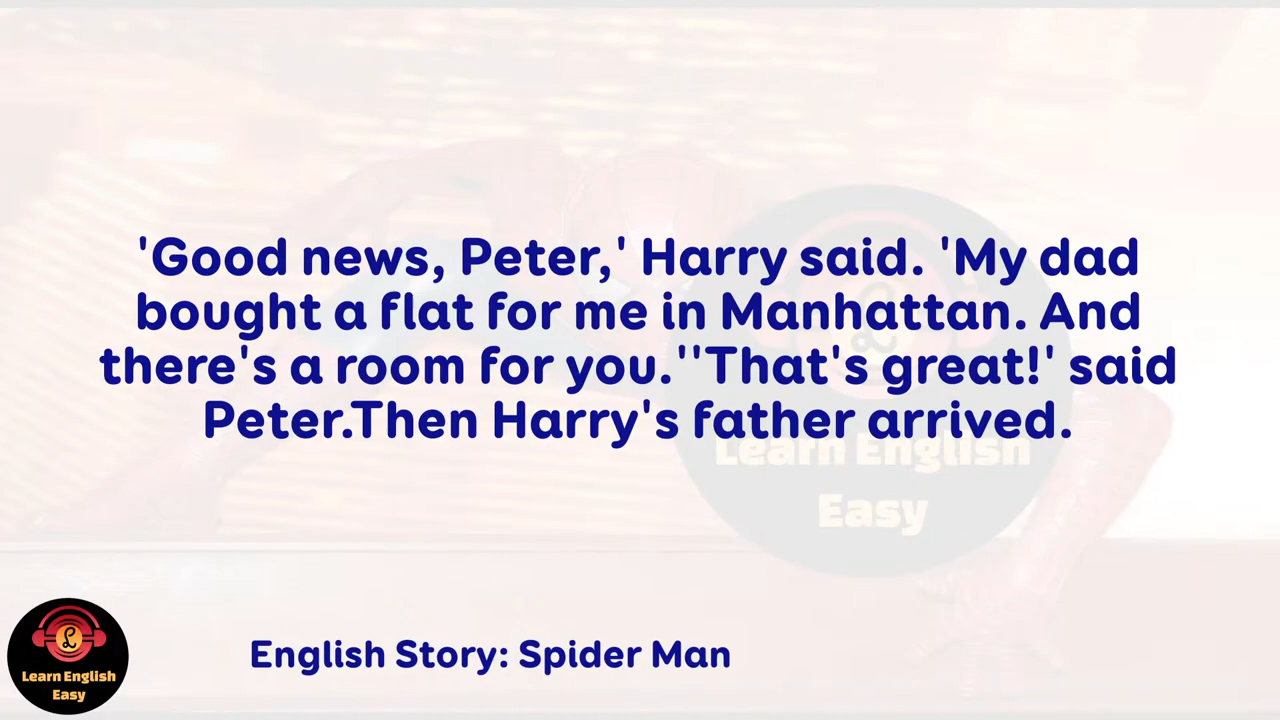 'Good news, Peter,' Harry said. 'My dad
bought a flat for me in Manhattan. And
there's a room for you.''That's great!' said
Peter.Then Harry's father arrived.
Learn English
Easy
English Story: Spider Man
Learn English
Easy